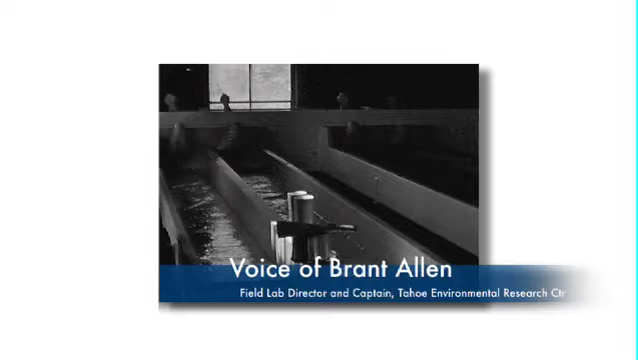 Voice of Brant Allen
Field Lab Director and Captain, Tahoe Environmental Research Ctr